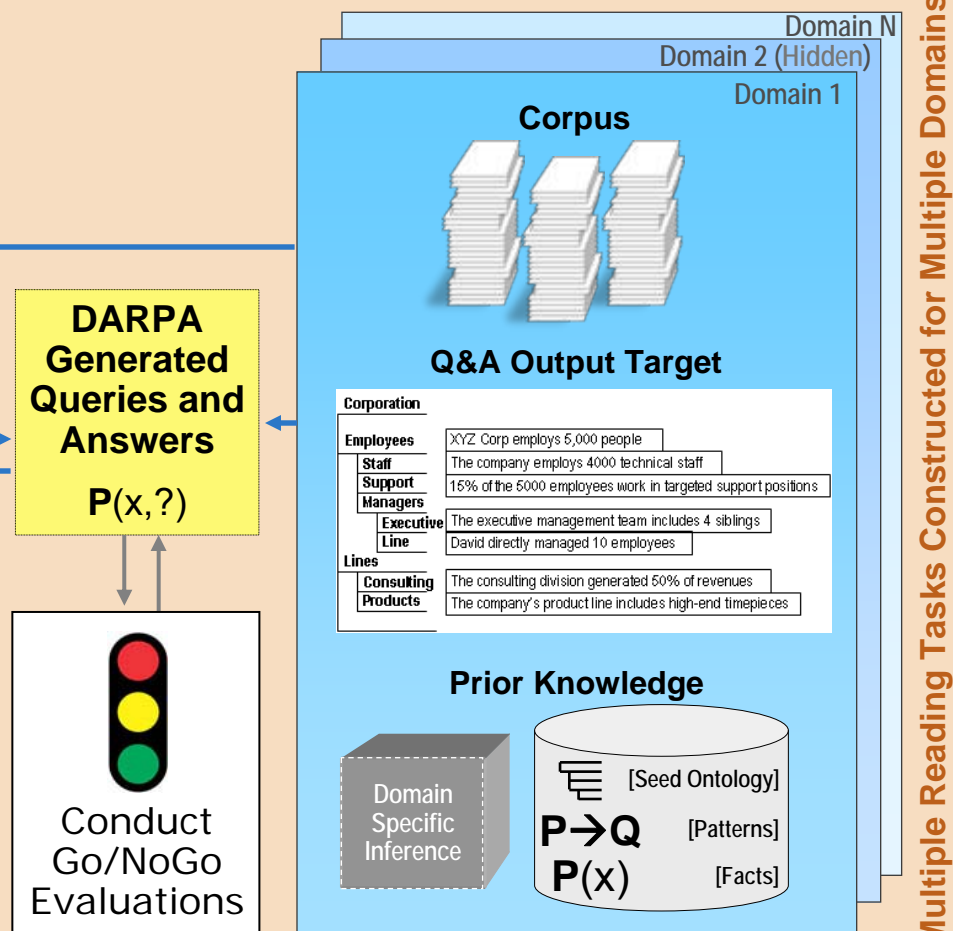 Domain N
Domain 2 (Hidden)
Domain 1
Corpus
DARPA
Generated
Queries and
Answers
P(x,?)
Q&A Output Target
Corporation
Employees
XYZ Corp employs 5,000 people
Staff
The company employs 4000 technical staff
Support
15% of the 5000 employees work in targeted support positions
Managers
Executive
The executive management team includes 4 siblings
Line
David directly managed 10 employees
Lines
Consulting
The consulting division generated 50% of revenues
Products
The company's product line includes high-end timepieces
Conduct
Go/NoGo
Evaluations
Prior Knowledge
Domain
Specific
Inference
[Seed Ontology]
P→Q [Patterns]
P(x) [Facts]
Multiple Reading Tasks Constructed for Multiple Domains